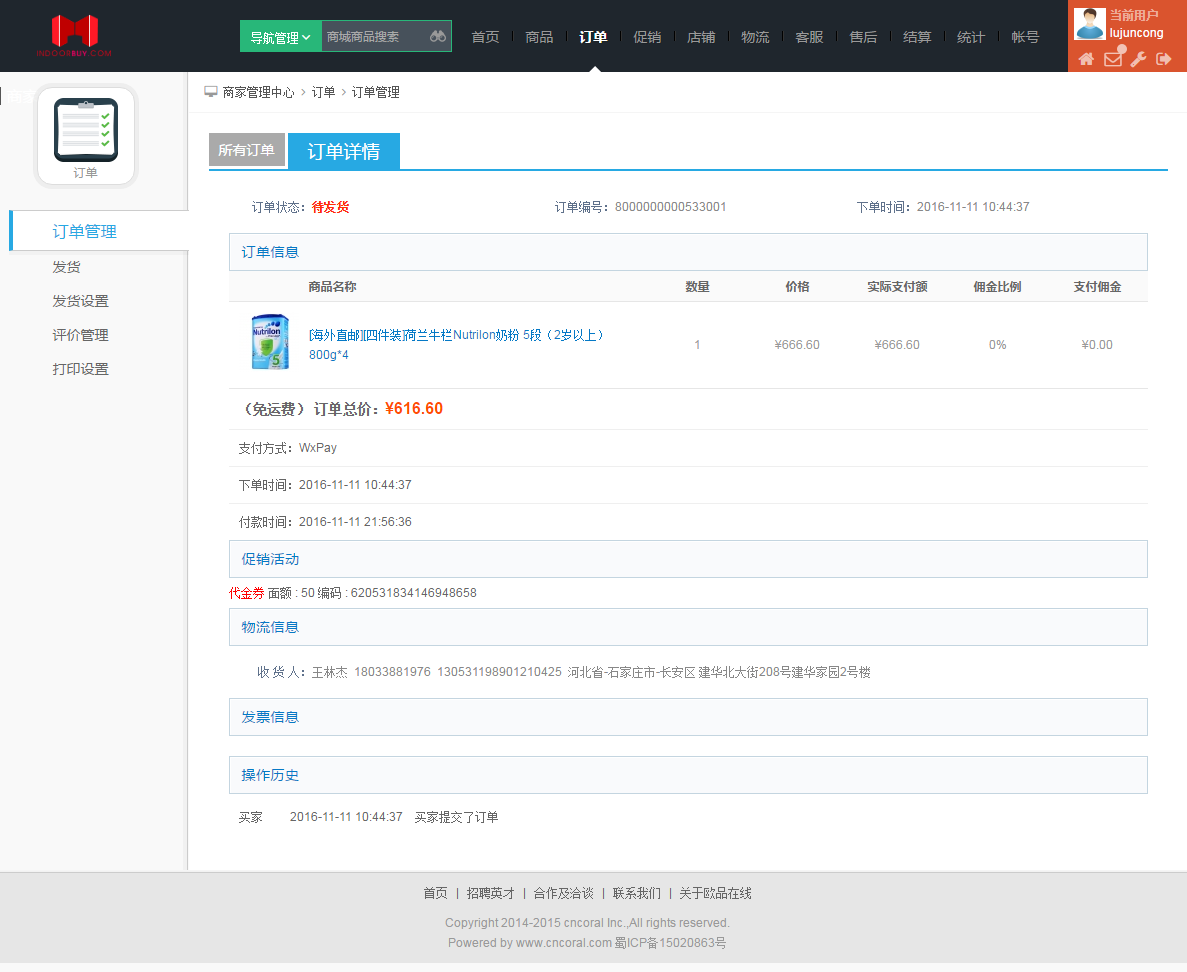 INDOORBUY.COM
导航管理 商城商品搜索
首页 商品 订单 促销 店铺 物流 客服 售后 结算 统计 帐号
当前用户
lujuncong
商家管理中心 > 订单 > 订单管理
订单
所有订单 订单详情
订单管理
发货
发货设置
评价管理
打印设置
订单状态：待发货 订单编号：8000000000533001 下单时间：2016-11-11 10:44:37
订单信息
商品名称 数量 价格 实际支付额 佣金比例 支付佣金
[海外直邮][四件装]荷兰牛栏Nutrilon奶粉 5段（2岁以上）
800g*4 1 ¥666.60 ¥666.60 0% ¥0.00
Nutrilon
5
（免运费） 订单总价：¥616.60
支付方式：WxPay
下单时间：2016-11-11 10:44:37
付款时间：2016-11-11 21:56:36
促销活动
代金券 面额 : 50 编码 : 620531834146948658
物流信息
收 货 人：王林杰 18033881976 130531198901210425 河北省-石家庄市-长安区 建华北大街208号建华家园2号楼
发票信息
操作历史
买家 2016-11-11 10:44:37 买家提交了订单
首页 | 招聘英才 | 合作及洽谈 | 联系我们 | 关于欧品在线
Copyright 2014-2015 cncoral Inc.,All rights reserved.
Powered by www.cncoral.com 蜀ICP备15020863号